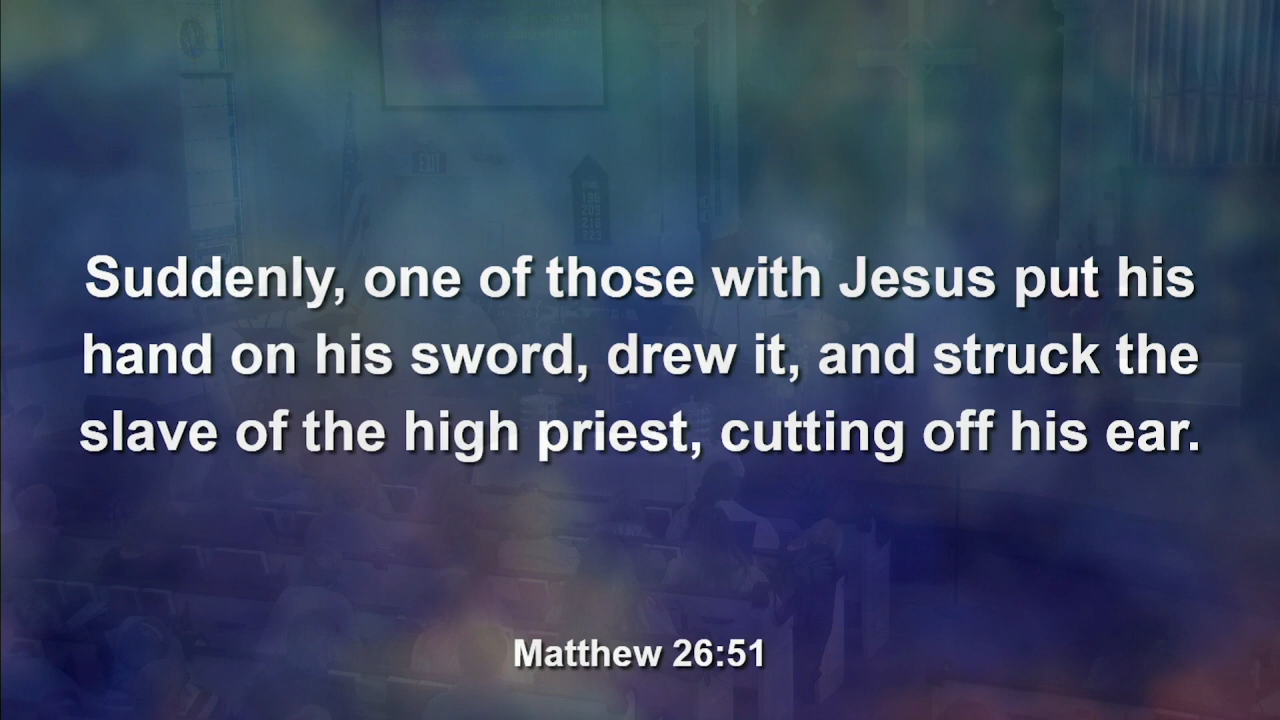 EXIT
Suddenly, one of those with Jesus put his
hand on his sword, drew it, and struck the
slave of the high priest, cutting off his ear.
Matthew 26:51